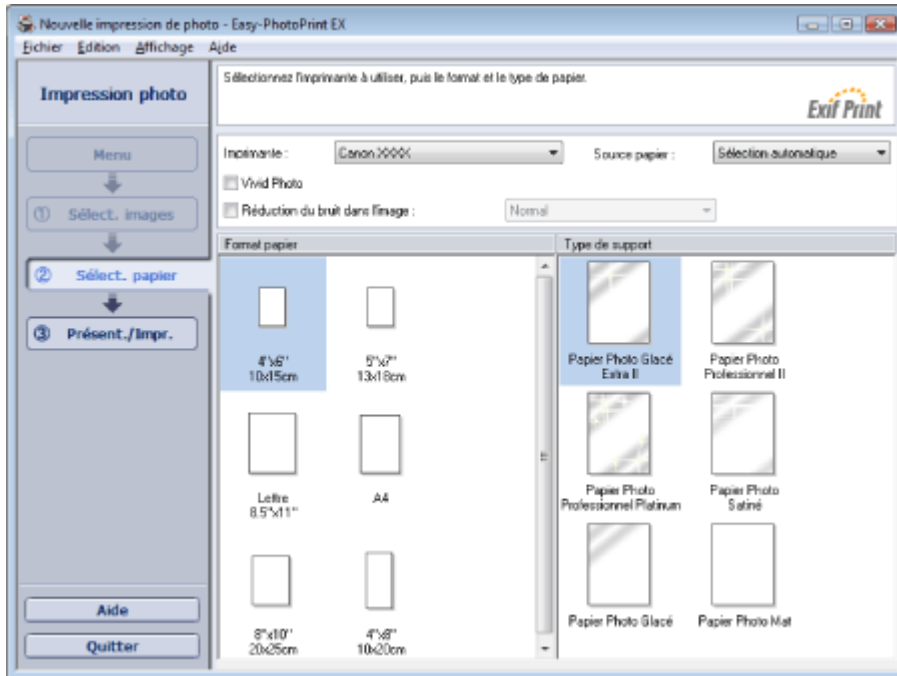 Nouvelle impression de photo - Easy-PhotoPrint EX
Fichier Edition Affichage Aide
Impression photo
Sélectionnez l'imprimante à utiliser, puis le format et le type de papier.
Exif Print
Menu
① Sélect. images
② Sélect. papier
③ Présent./Impr.
Aide
Quitter
Imprimante : Canon XXXX Source papier : Sélection automatique
Vivid Photo
Réduction du bruit dans l'image : Normal
Format papier
4"x6"
10x15cm
5"x7"
13x18cm
Lettre
8.5"x11"
A4
8"x10"
20x25cm
4"x8"
10x20cm
Type de support
Papier Photo Glacé
Extra II
Papier Photo
Professionnel II
Papier Photo
Professionnel Platinum
Papier Photo
Satiné
Papier Photo Glacé
Papier Photo Mat